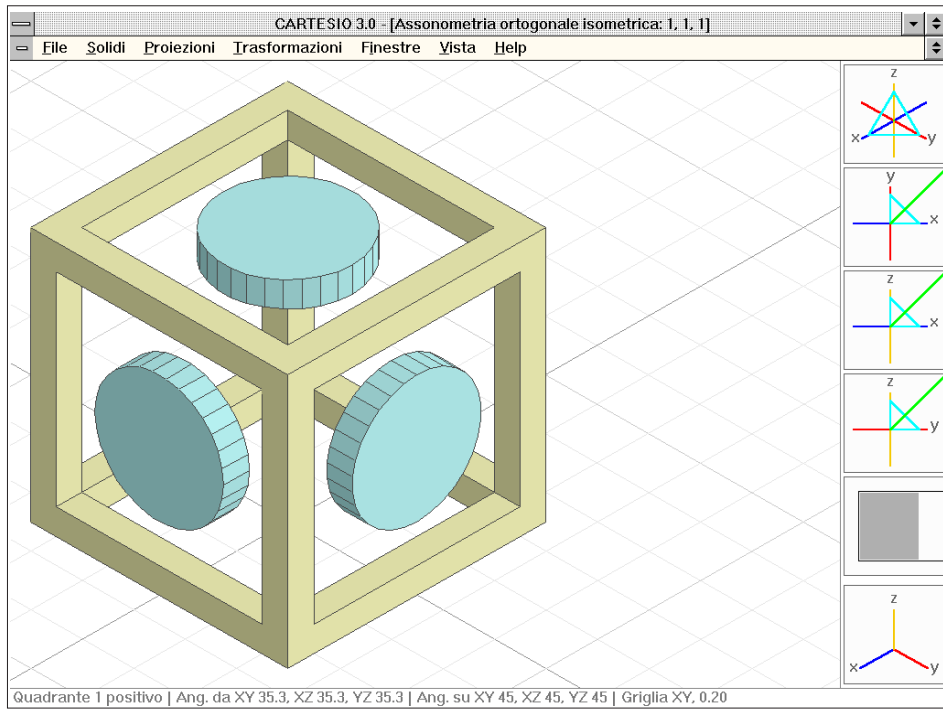 CARTESIO 3.0 - [Assonometria ortogonale isometrica: 1, 1, 1]
File Solidi Proiezioni Trasformazioni Finestre Vista Help
z
x y
y
x
z
x
z
y
z
x y
Quadrante 1 positivo | Ang. da XY 35.3, XZ 35.3, YZ 35.3 | Ang. su XY 45, XZ 45, YZ 45 | Griglia XY, 0.20